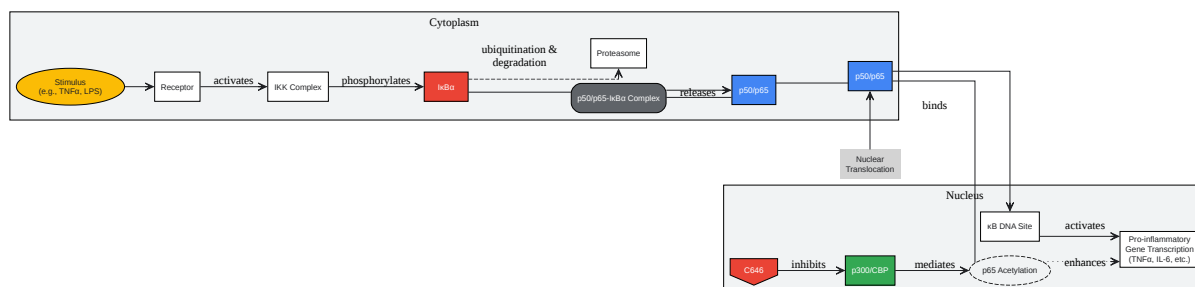 Cytoplasm
Stimulus
(e.g., TNFα, LPS)
Receptor
activates
IKK Complex
phosphorylates
IκBα
ubiquitination &
degradation
Proteasome
p50/p65-IκBα Complex
releases
p50/p65
p50/p65
binds
Nuclear
Translocation
Nucleus
κB DNA Site
activates
Pro-inflammatory
Gene Transcription
(TNFα, IL-6, etc.)
C646
inhibits
p300/CBP
mediates
p65 Acetylation
enhances